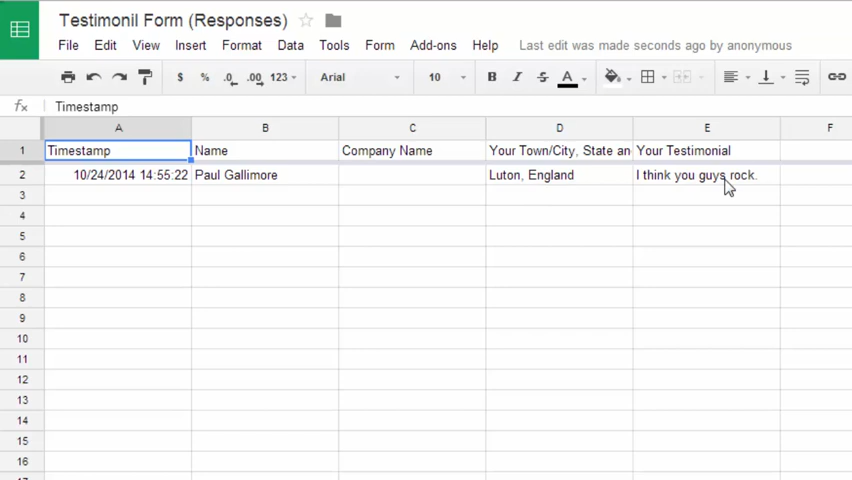 Testimonil Form (Responses)
File Edit View Insert Format Data Tools Form Add-ons Help Last edit was made seconds ago by anonymous
$ % .0 .00 123 Arial 10 B I S A
fx Timestamp
A B C D E F
1 Timestamp Name Company Name Your Town/City, State an Your Testimonial
2 10/24/2014 14:55:22 Paul Gallimore Luton, England I think you guys rock.
3
4
5
6
7
8
9
10
11
12
13
14
15
16